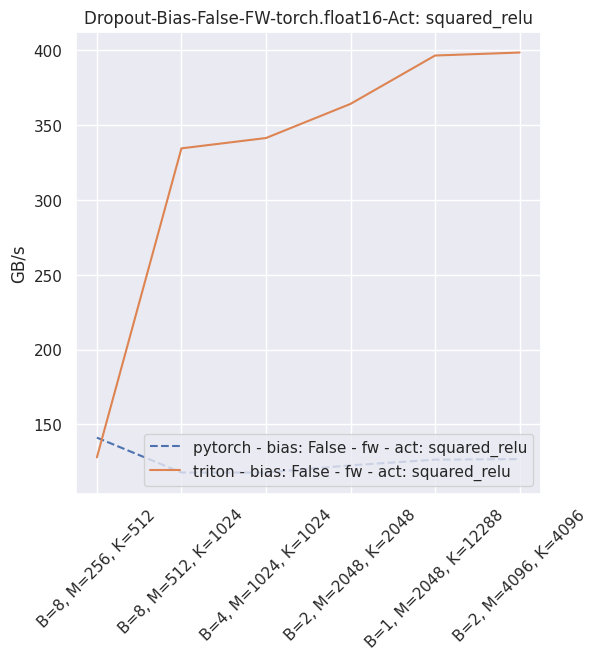 Dropout-Bias-False-FW-torch.float16-Act: squared_relu
400
350
300
250
200
150
GB/s
pytorch - bias: False - fw - act: squared_relu
triton - bias: False - fw - act: squared_relu
B=8, M=256, K=512
B=8, M=512, K=1024
B=4, M=1024, K=1024
B=2, M=2048, K=2048
B=1, M=2048, K=12288
B=2, M=4096, K=4096